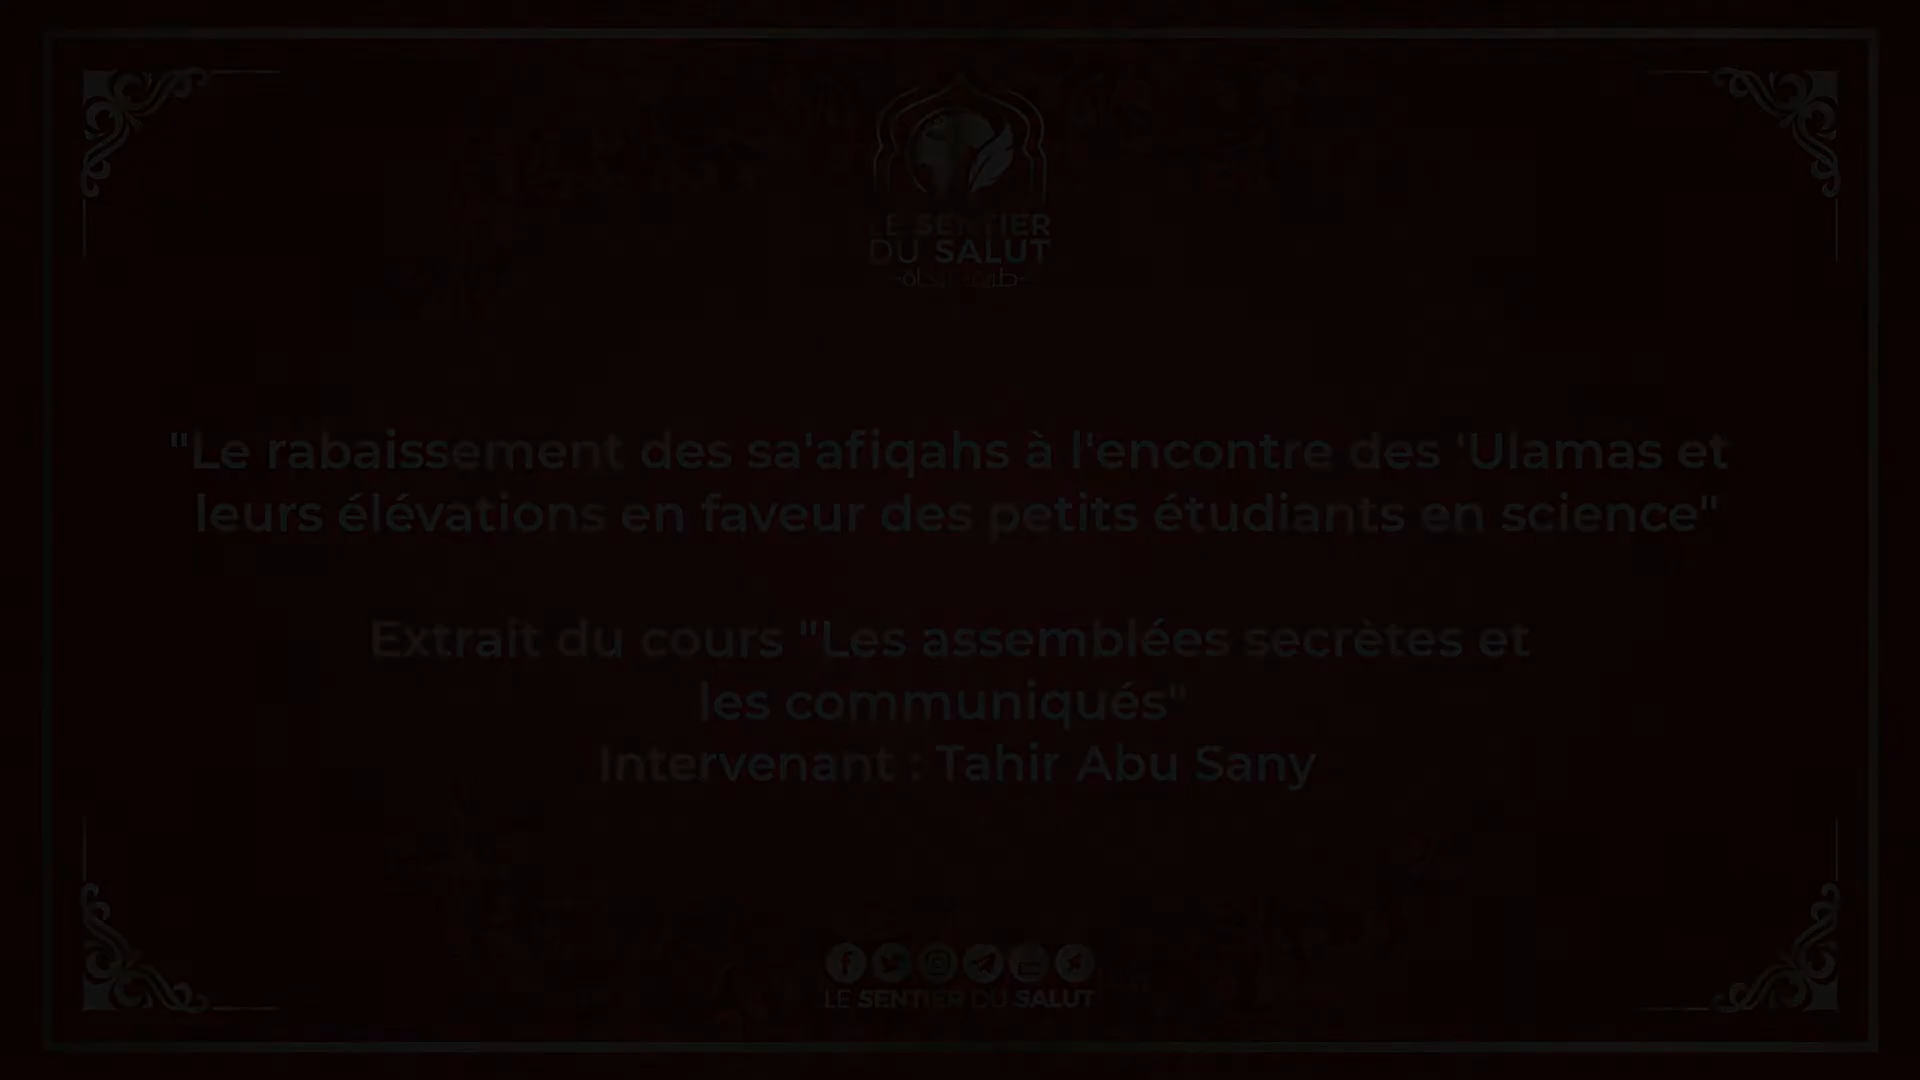 LE SENTIER
DU SALUT
"Le rabaissement des sa'afiqahs à l'encontre des 'Ulamas et
leurs élévations en faveur des petits étudiants en science"
Extrait du cours "Les assemblées secrètes et
les communiqués"
Intervenant : Tahir Abu Sany
LE SENTIER DU SALUT